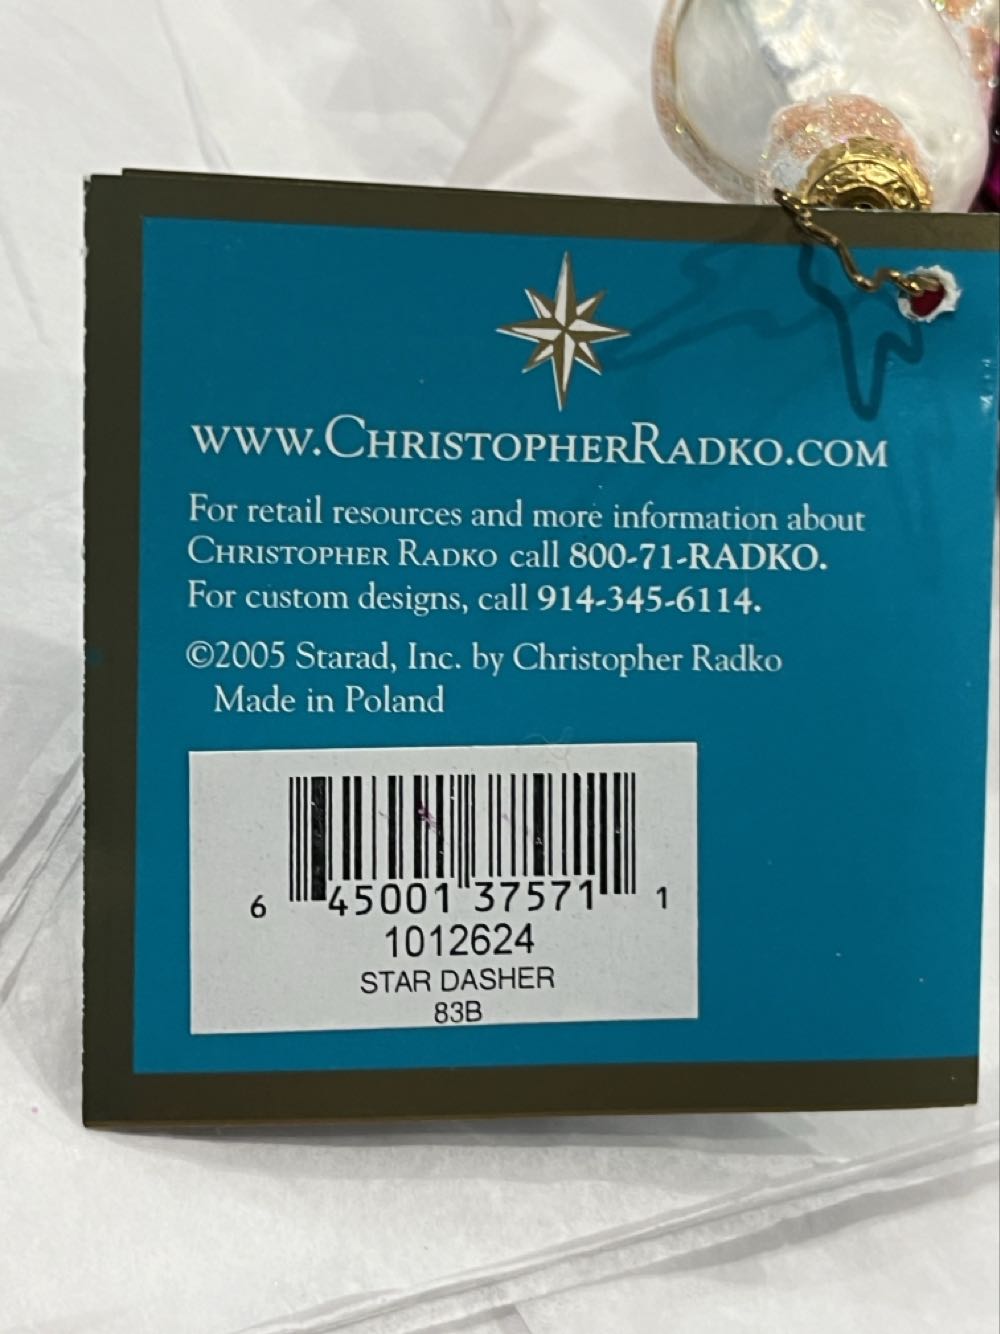 www.ChristopherRadko.com
For retail resources and more information about
Christopher Radko call 800-71-RADKO.
For custom designs, call 914-345-6114.
©2005 Starad, Inc. by Christopher Radko
Made in Poland
6 45001 37571 1
1012624
STAR DASHER
83B